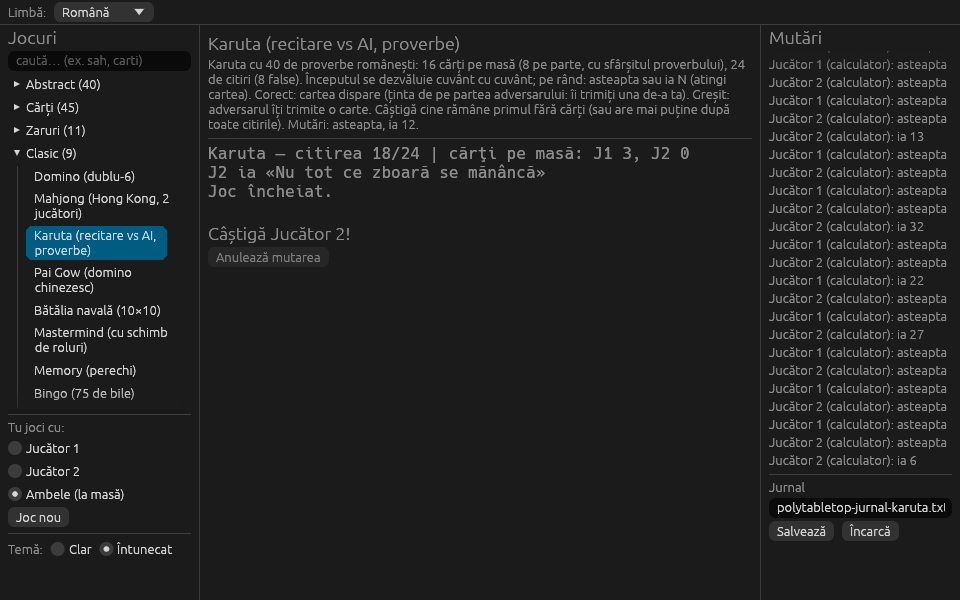 Limbă: Română
Jocuri
caută... (ex. sah, carti)
Abstract (40)
Cărți (45)
Zaruri (11)
Clasic (9)
Domino (dublu-6)
Mahjong (Hong Kong, 2
jucători)
Karuta (recitare vs AI,
proverbe)
Pai Gow (domino
chinezesc)
Bătălia navală (10×10)
Mastermind (cu schimb
de roluri)
Memory (perechi)
Bingo (75 de bile)
Tu joci cu:
Jucător 1
Jucător 2
Ambele (la masă)
Joc nou
Temă: Clar Întunecat
Karuta (recitare vs AI, proverbe)
Karuta cu 40 de proverbe românești: 16 cărți pe masă (8 pe parte, cu sfârșitul proverbului), 24
de citiri (8 false). Începutul se dezvăluie cuvânt cu cuvânt; pe rând: asteapta sau ia N (atingi
cartea). Corect: cartea dispare (ținta de pe partea adversarului: îi trimiți una de-a ta). Greșit:
adversarul îți trimite o carte. Câștigă cine rămâne primul fără cărți (sau are mai puține după
toate citirile). Mutări: asteapta, ia 12.
Karuta — citirea 18/24 | cărţi pe masă: J1 3, J2 0
J2 ia «Nu tot ce zboară se mănâncă»
Joc încheiat.
Câștigă Jucător 2!
Anulează mutarea
Mutări
Jucător 1 (calculator): asteapta
Jucător 2 (calculator): asteapta
Jucător 1 (calculator): asteapta
Jucător 2 (calculator): asteapta
Jucător 2 (calculator): ia 13
Jucător 1 (calculator): asteapta
Jucător 2 (calculator): asteapta
Jucător 1 (calculator): asteapta
Jucător 2 (calculator): asteapta
Jucător 2 (calculator): ia 32
Jucător 1 (calculator): asteapta
Jucător 2 (calculator): asteapta
Jucător 1 (calculator): ia 22
Jucător 2 (calculator): asteapta
Jucător 1 (calculator): asteapta
Jucător 2 (calculator): ia 27
Jucător 1 (calculator): asteapta
Jucător 2 (calculator): asteapta
Jucător 1 (calculator): asteapta
Jucător 2 (calculator): asteapta
Jucător 1 (calculator): asteapta
Jucător 2 (calculator): asteapta
Jucător 2 (calculator): ia 6
Jurnal
polytabletop-jurnal-karuta.txt
Salvează Încarcă